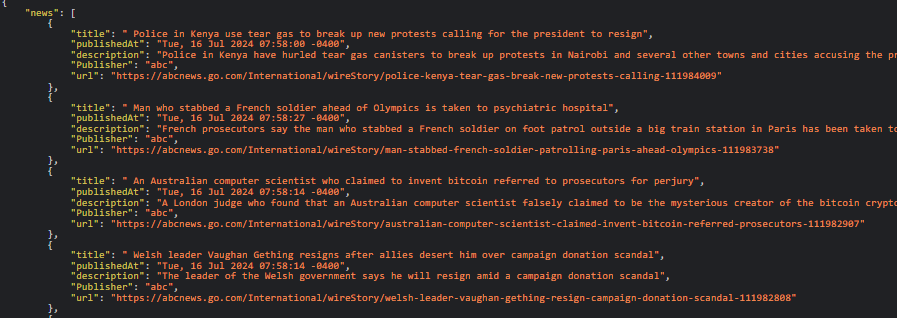 {
"news": [
{
"title": " Police in Kenya use tear gas to break up new protests calling for the president to resign",
"publishedAt": "Tue, 16 Jul 2024 07:58:00 -0400",
"description": "Police in Kenya have hurled tear gas canisters to break up protests in Nairobi and several other towns and cities accusing the pr
"Publisher": "abc",
"url": "https://abcnews.go.com/International/wireStory/police-kenya-tear-gas-break-new-protests-calling-111984009"
},
{
"title": " Man who stabbed a French soldier ahead of Olympics is taken to psychiatric hospital",
"publishedAt": "Tue, 16 Jul 2024 07:58:27 -0400",
"description": "French prosecutors say the man who stabbed a French soldier on foot patrol outside a big train station in Paris has been taken to
"Publisher": "abc",
"url": "https://abcnews.go.com/International/wireStory/man-stabbed-french-soldier-patrolling-paris-ahead-olympics-111983738"
},
{
"title": " An Australian computer scientist who claimed to invent bitcoin referred to prosecutors for perjury",
"publishedAt": "Tue, 16 Jul 2024 07:58:14 -0400",
"description": "A London judge who found that an Australian computer scientist falsely claimed to be the mysterious creator of the bitcoin crypto
"Publisher": "abc",
"url": "https://abcnews.go.com/International/wireStory/australian-computer-scientist-claimed-invent-bitcoin-referred-prosecutors-111982907"
},
{
"title": " Welsh leader Vaughan Gething resigns after allies desert him over campaign donation scandal",
"publishedAt": "Tue, 16 Jul 2024 07:58:14 -0400",
"description": "The leader of the Welsh government says he will resign amid a campaign donation scandal",
"Publisher": "abc",
"url": "https://abcnews.go.com/International/wireStory/welsh-leader-vaughan-gething-resign-campaign-donation-scandal-111982808"
},
{